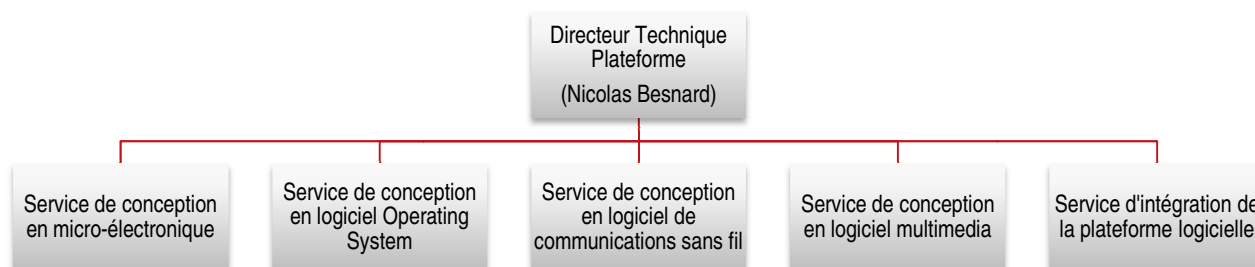 Directeur Technique
Plateforme
(Nicolas Besnard)
Service de conception
en micro-électronique
Service de conception
en logiciel Operating
System
Service de conception
en logiciel de
communications sans fil
Service de conception
en logiciel multimedia
Service d'intégration de
la plateforme logicielle